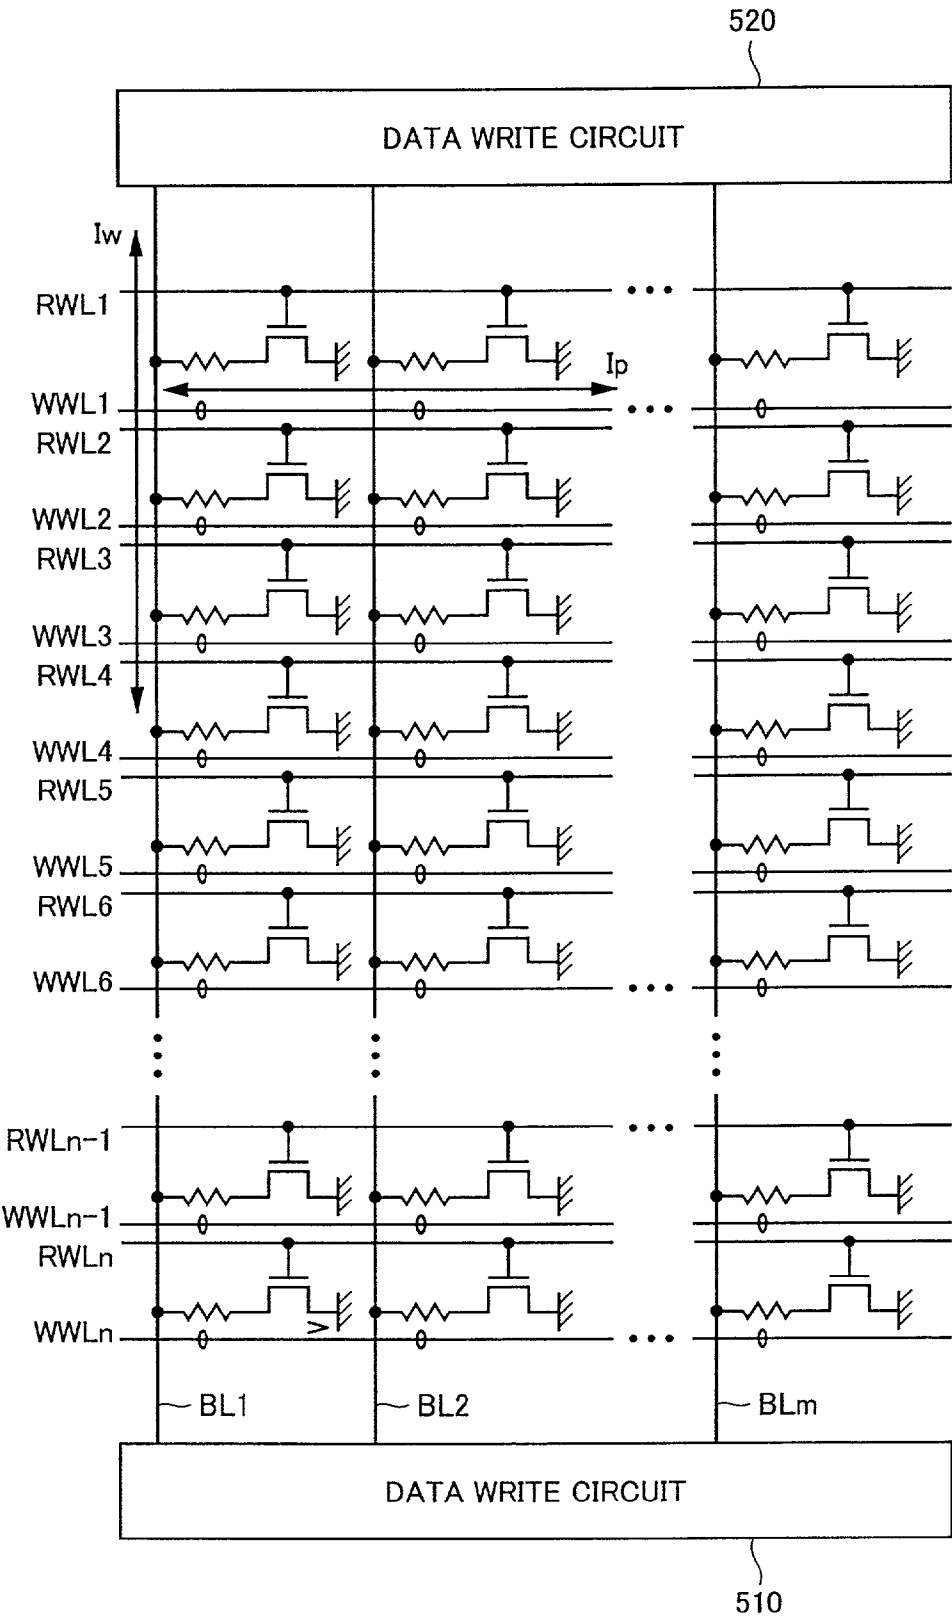 520
DATA WRITE CIRCUIT
Iw
RWL1
Ip
WWL1
RWL2
WWL2
RWL3
WWL3
RWL4
WWL4
RWL5
WWL5
RWL6
WWL6
RWLn-1
WWLn-1
RWLn
WWLn
BL1 BL2 BLm
DATA WRITE CIRCUIT
510